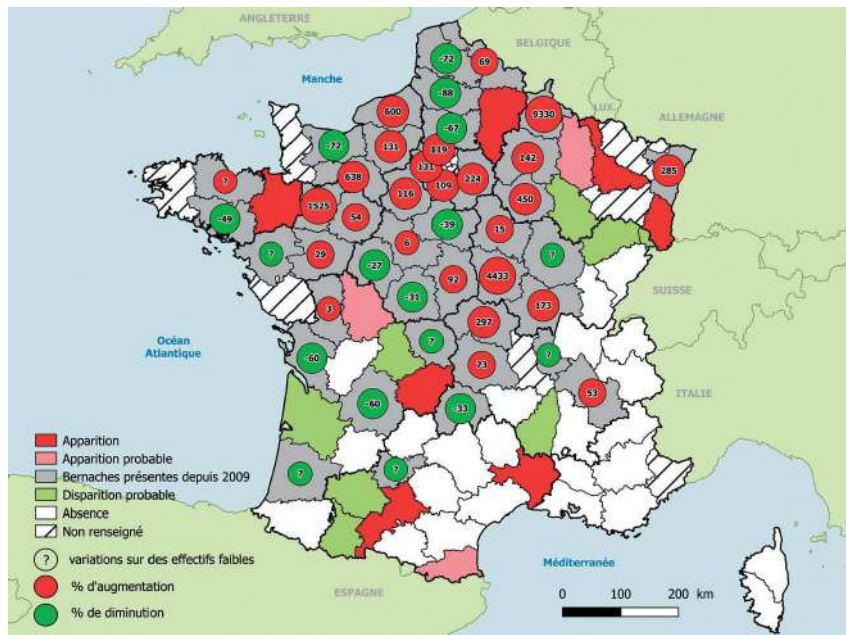 ANGLETERRE
BELGIQUE
Manche
LUX.
ALLEMAGNE
-72
69
-88
600
9330
-67
-72
131
119
142
285
131
638
224
?
109
116
450
1525
54
-49
-39
15
6
?
29
?
-27
92
4433
SUISSE
-31
173
3
297
Océan
Atlantique
?
?
-60
73
53
ITALIE
-60
-33
?
?
Apparition
Apparition probable
Bernaches présentes depuis 2009
Disparition probable
Absence
Non renseigné
? variations sur des effectifs faibles
% d'augmentation
% de diminution
Méditerranée
ESPAGNE
0 100 200 km